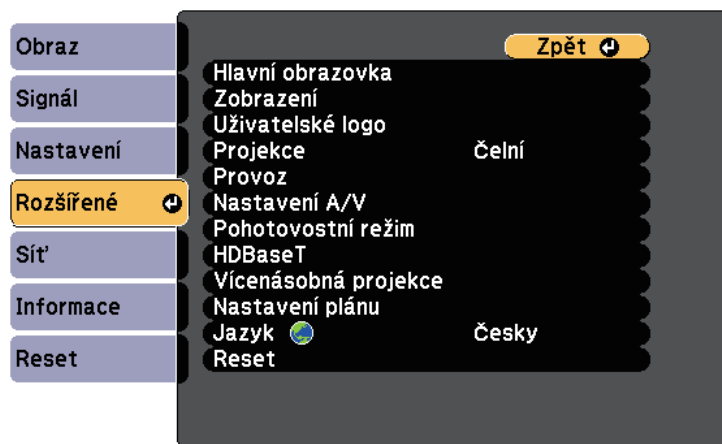 Obraz
Signál
Nastavení
Rozšířené
Síť
Informace
Reset
Zpět
Hlavní obrazovka
Zobrazení
Uživatelské logo
Projekce Čelní
Provoz
Nastavení A/V
Pohotovostní režim
HDBaseT
Vícenásobná projekce
Nastavení plánu
Jazyk Česky
Reset